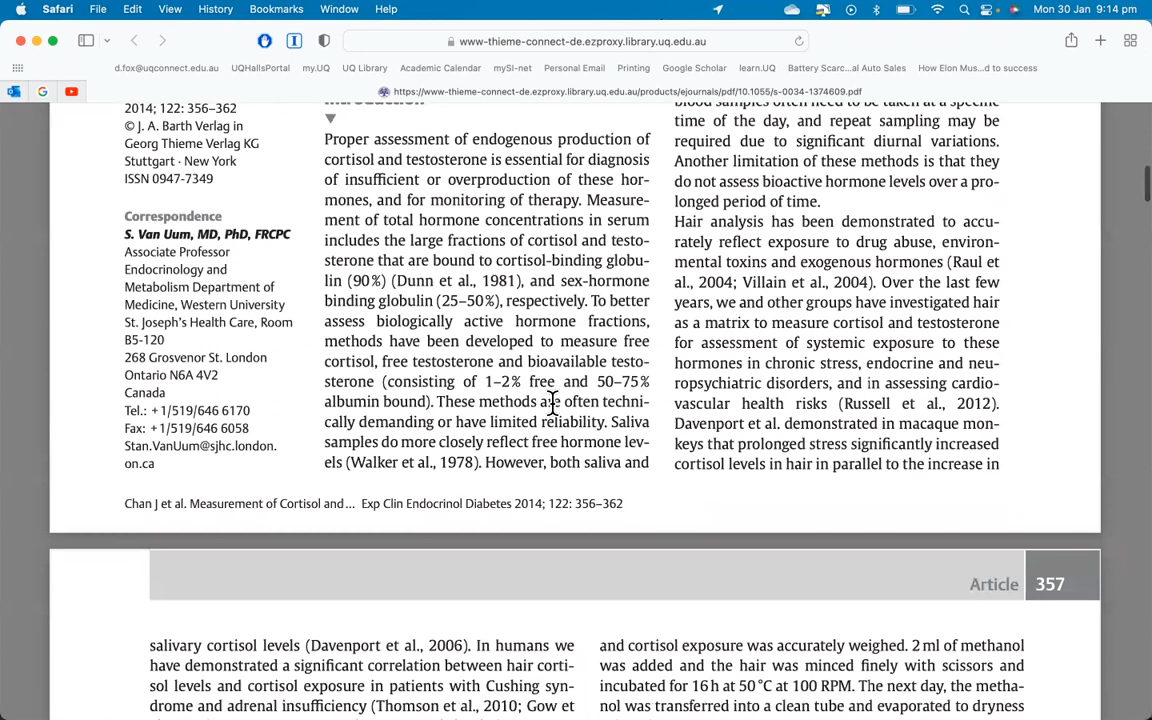 Safari File Edit View History Bookmarks Window Help Mon 30 Jan 9:14 pm
www-thieme-connect-de.ezproxy.library.uq.edu.au
d.fox@uqconnect.edu.au UQHallsPortal my.UQ UQ Library Academic Calendar mySI-net Personal Email Printing Google Scholar learn.UQ Battery Scarc...al Auto Sales How Elon Mus...d to success
https://www-thieme-connect-de.ezproxy.library.uq.edu.au/products/ejournals/pdf/10.1055/s-0034-1374609.pdf
2014; 122: 356–362
© J. A. Barth Verlag in
Georg Thieme Verlag KG
Stuttgart · New York
ISSN 0947-7349
Correspondence
S. Van Uum, MD, PhD, FRCPC
Associate Professor
Endocrinology and
Metabolism Department of
Medicine, Western University
St. Joseph's Health Care, Room
B5-120
268 Grosvenor St. London
Ontario N6A 4V2
Canada
Tel.: +1/519/646 6170
Fax: +1/519/646 6058
Stan.VanUum@sjhc.london.
on.ca
Introduction
Proper assessment of endogenous production of
cortisol and testosterone is essential for diagnosis
of insufficient or overproduction of these hor-
mones, and for monitoring of therapy. Measure-
ment of total hormone concentrations in serum
includes the large fractions of cortisol and testo-
sterone that are bound to cortisol-binding globu-
lin (90%) (Dunn et al., 1981), and sex-hormone
binding globulin (25–50%), respectively. To better
assess biologically active hormone fractions,
methods have been developed to measure free
cortisol, free testosterone and bioavailable testo-
sterone (consisting of 1–2% free and 50–75%
albumin bound). These methods are often techni-
cally demanding or have limited reliability. Saliva
samples do more closely reflect free hormone lev-
els (Walker et al., 1978). However, both saliva and
blood samples often need to be taken at a specific
time of the day, and repeat sampling may be
required due to significant diurnal variations.
Another limitation of these methods is that they
do not assess bioactive hormone levels over a pro-
longed period of time.
Hair analysis has been demonstrated to accu-
rately reflect exposure to drug abuse, environ-
mental toxins and exogenous hormones (Raul et
al., 2004; Villain et al., 2004). Over the last few
years, we and other groups have investigated hair
as a matrix to measure cortisol and testosterone
for assessment of systemic exposure to these
hormones in chronic stress, endocrine and neu-
ropsychiatric disorders, and in assessing cardio-
vascular health risks (Russell et al., 2012).
Davenport et al. demonstrated in macaque mon-
keys that prolonged stress significantly increased
cortisol levels in hair in parallel to the increase in
Chan J et al. Measurement of Cortisol and ... Exp Clin Endocrinol Diabetes 2014; 122: 356–362
Article 357
salivary cortisol levels (Davenport et al., 2006). In humans we
have demonstrated a significant correlation between hair corti-
sol levels and cortisol exposure in patients with Cushing syn-
drome and adrenal insufficiency (Thomson et al., 2010; Gow et
and cortisol exposure was accurately weighed. 2 ml of methanol
was added and the hair was minced finely with scissors and
incubated for 16 h at 50 °C at 100 RPM. The next day, the metha-
nol was transferred into a clean tube and evaporated to dryness